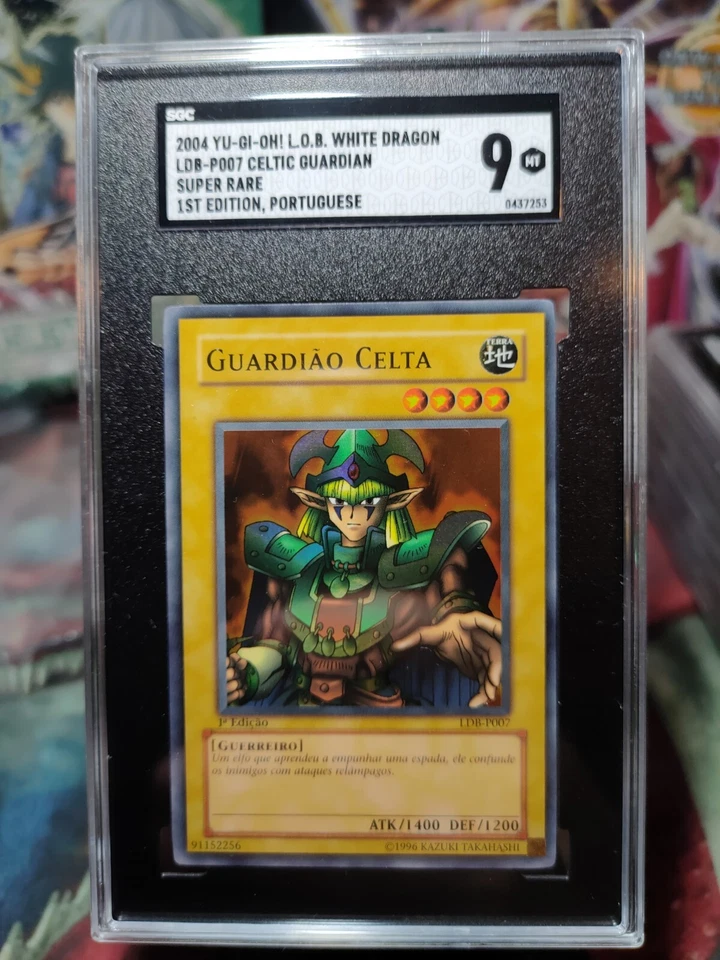 SGC
2004 YU-GI-OH! L.O.B. WHITE DRAGON
LDB-P007 CELTIC GUARDIAN
SUPER RARE
1ST EDITION, PORTUGUESE
9 MT
0437253
GUARDIÃO CELTA
TERRA
地
1ª Edição
LDB-P007
[GUERREIRO]
Um elfo que aprendeu a empunhar uma espada, ele confunde
os inimigos com ataques relâmpagos.
ATK/1400 DEF/1200
91152256
©1996 KAZUKI TAKAHASHI